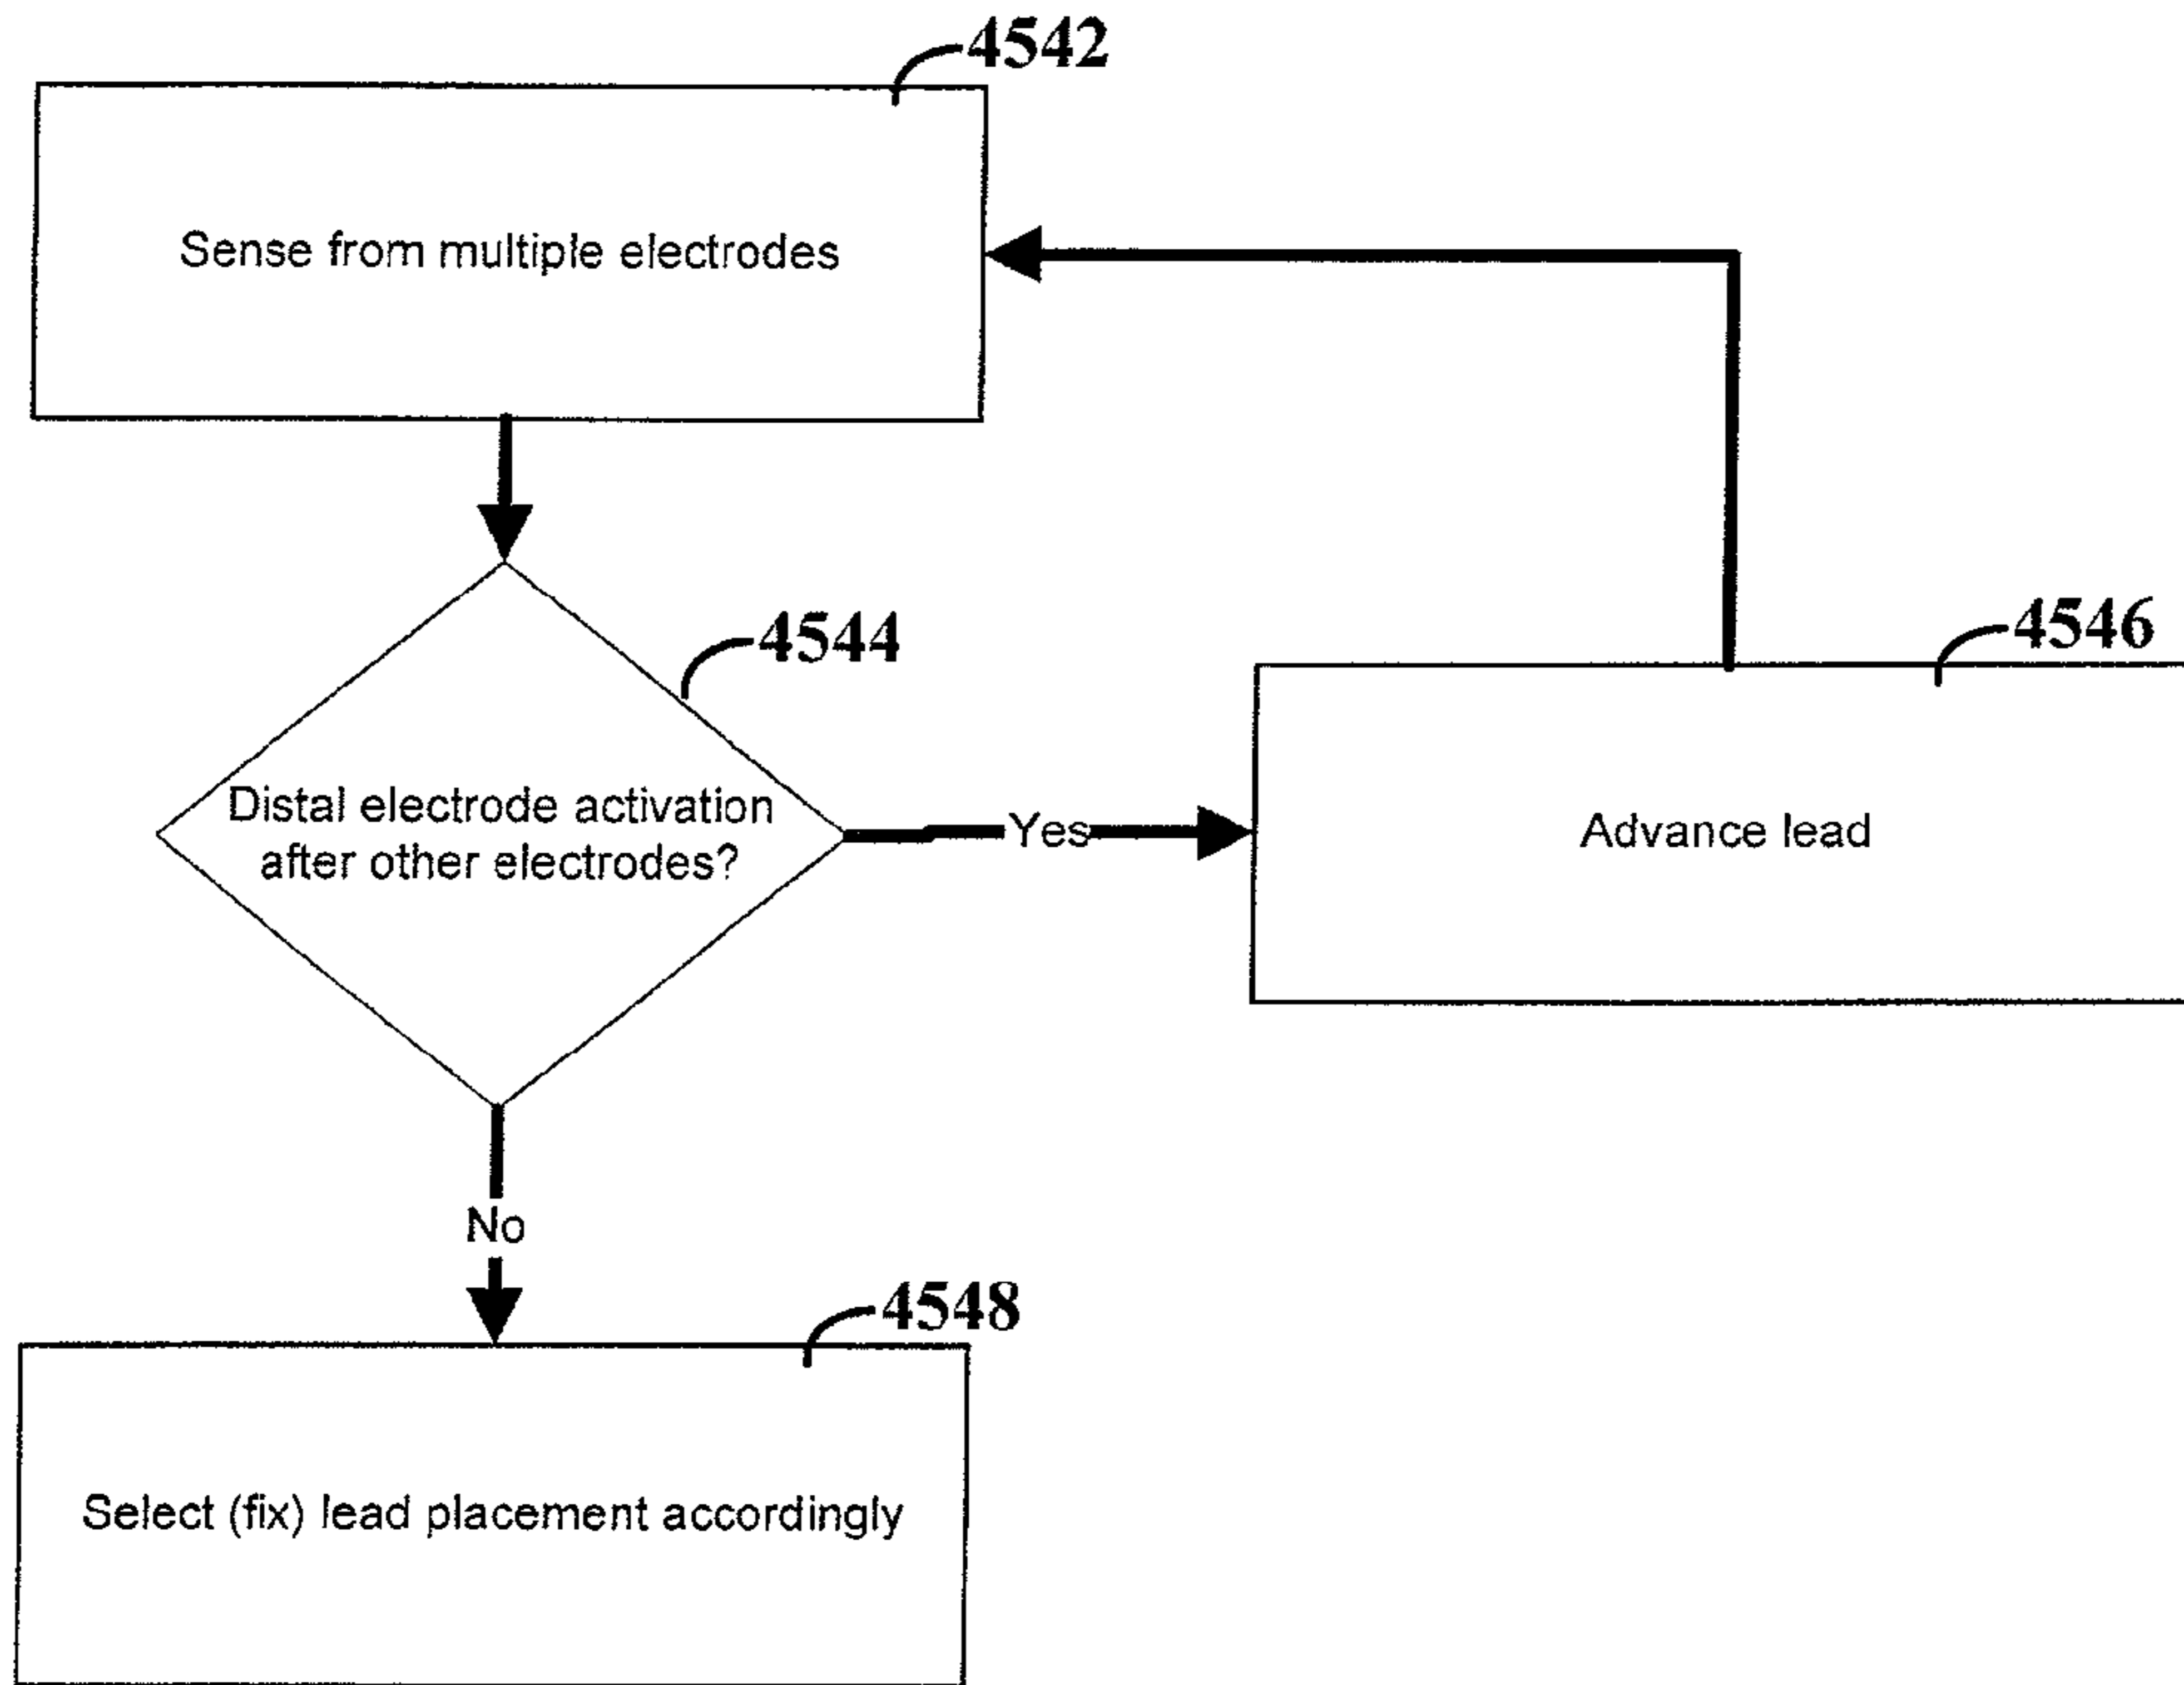 4542
Sense from multiple electrodes
4544
4546
Distal electrode activation
after other electrodes?
Yes
Advance lead
No
4548
Select (fix) lead placement accordingly